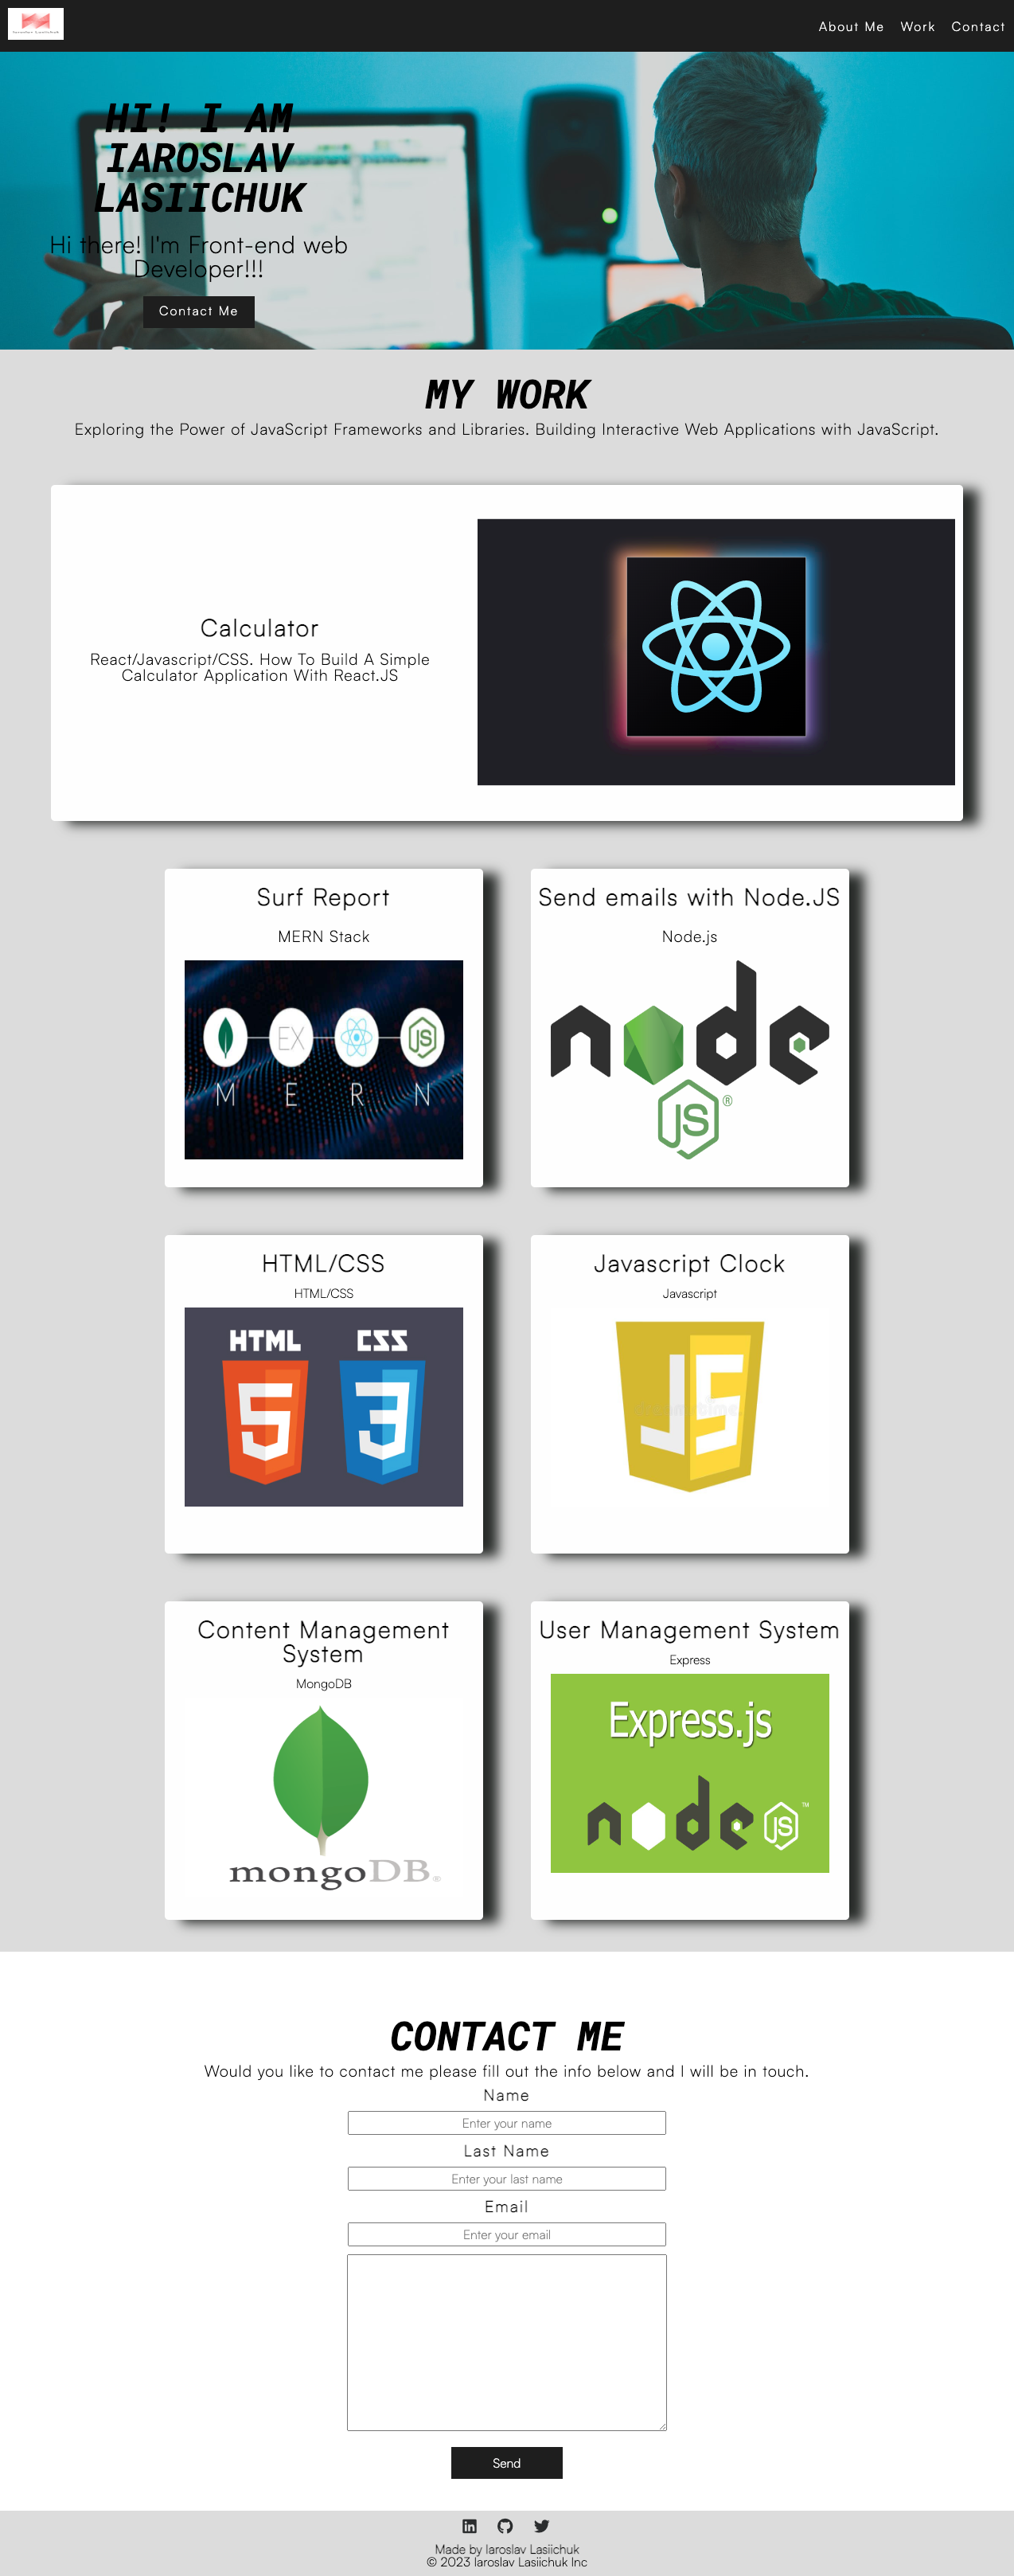 About Me Work Contact
HI! I AM
IAROSLAV
LASIICHUK
Hi there! I'm Front-end web
Developer!!!
Contact Me
MY WORK
Exploring the Power of JavaScript Frameworks and Libraries. Building Interactive Web Applications with JavaScript.
Calculator
React/Javascript/CSS. How To Build A Simple
Calculator Application With React.JS
Surf Report
MERN Stack
EX
JS
M E R N
Send emails with Node.JS
Node.js
node
JS®
HTML/CSS
HTML/CSS
HTML CSS
5 3
Javascript Clock
Javascript
JS
Content Management
System
MongoDB
mongoDB®
User Management System
Express
Express.js
node JS™
CONTACT ME
Would you like to contact me please fill out the info below and I will be in touch.
Name
Enter your name
Last Name
Enter your last name
Email
Enter your email
Send
in
Made by Iaroslav Lasiichuk
© 2023 Iaroslav Lasiichuk Inc